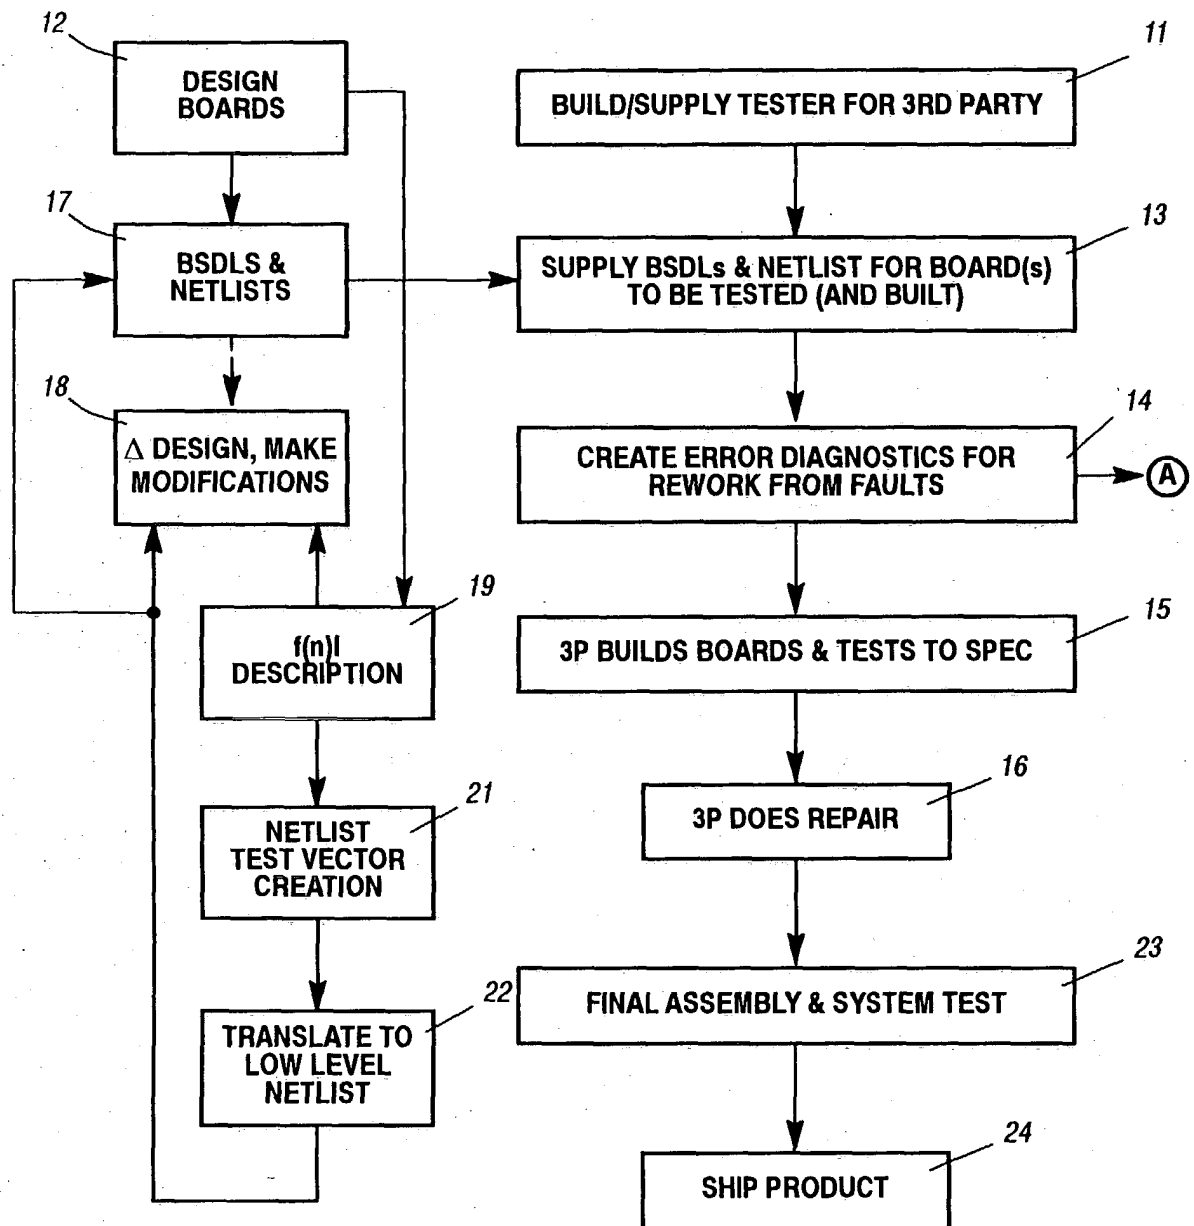 12
DESIGN
BOARDS
11
BUILD/SUPPLY TESTER FOR 3RD PARTY
17
BSDLS &
NETLISTS
13
SUPPLY BSDLs & NETLIST FOR BOARD(s)
TO BE TESTED (AND BUILT)
18
Δ DESIGN, MAKE
MODIFICATIONS
14
CREATE ERROR DIAGNOSTICS FOR
REWORK FROM FAULTS
A
19
f(n)l
DESCRIPTION
15
3P BUILDS BOARDS & TESTS TO SPEC
21
NETLIST
TEST VECTOR
CREATION
16
3P DOES REPAIR
22
TRANSLATE TO
LOW LEVEL
NETLIST
23
FINAL ASSEMBLY & SYSTEM TEST
24
SHIP PRODUCT